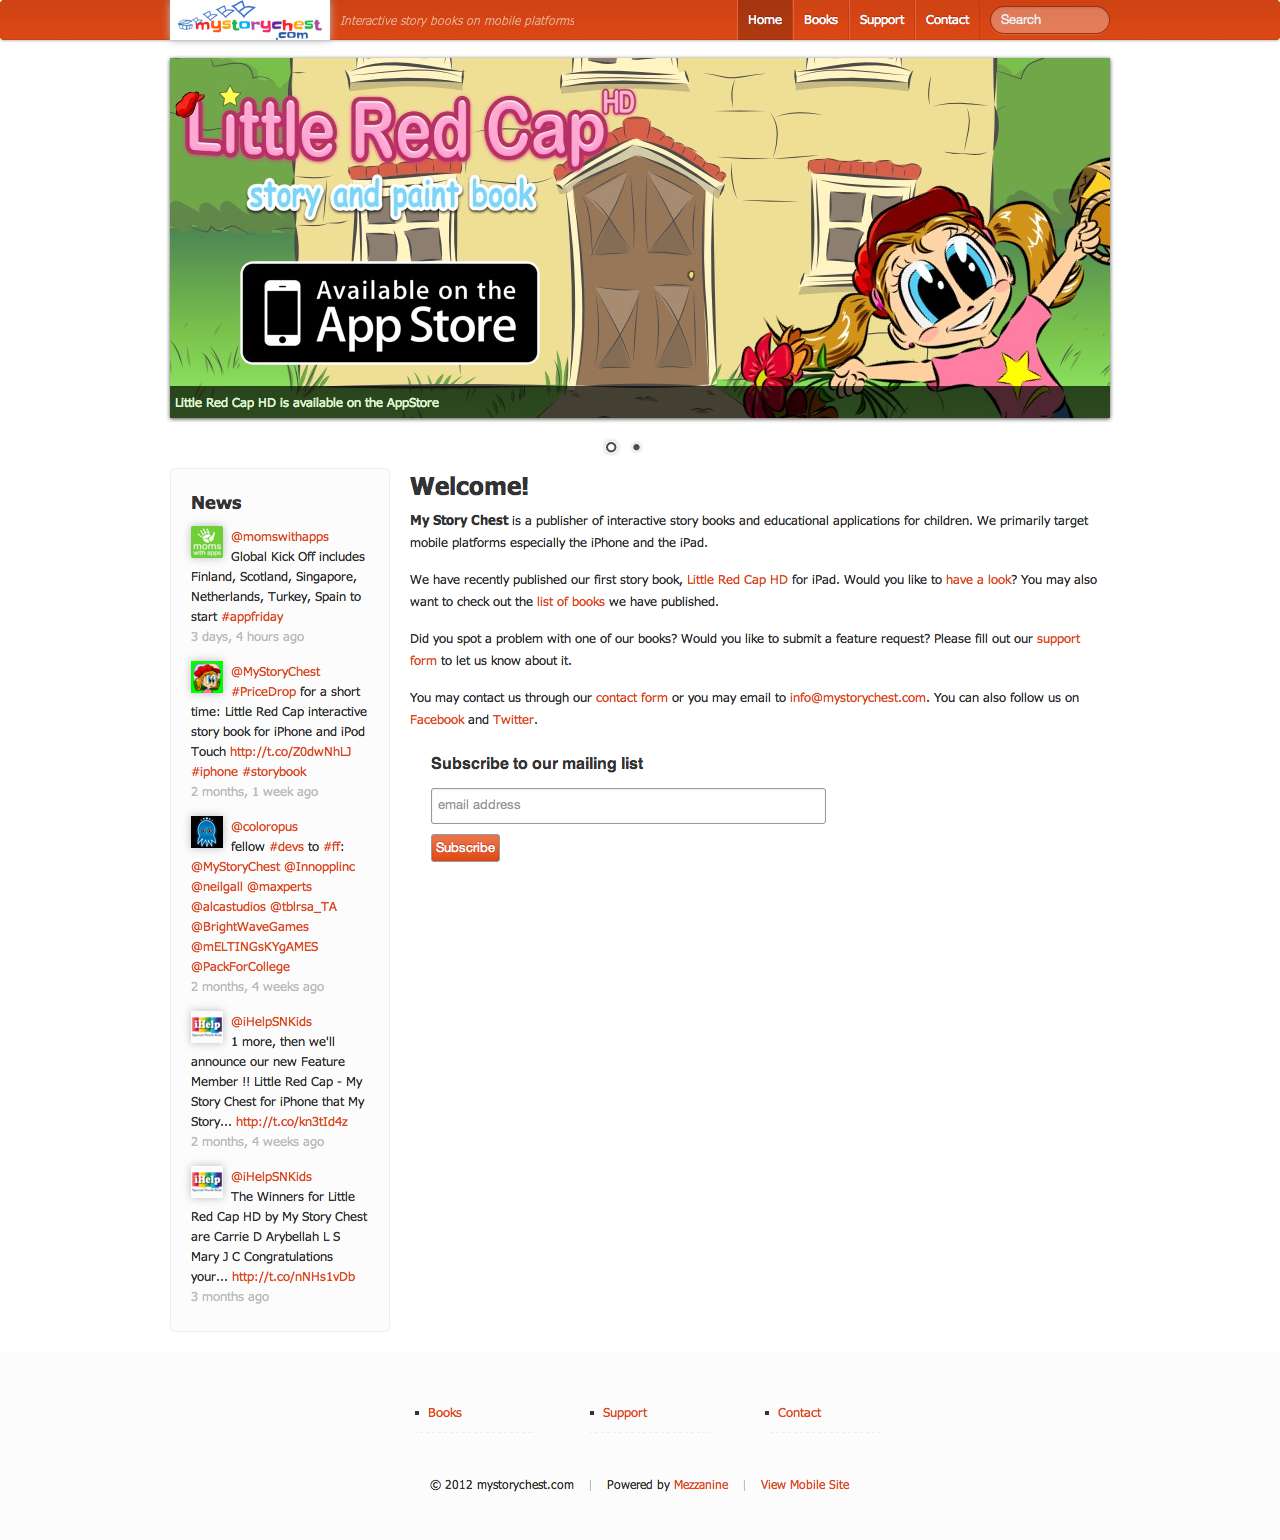 mystorychest
.com
Interactive story books on mobile platforms
Home
Books
Support
Contact
Search
Little Red Cap HD
story and paint book
Available on the
App Store
Little Red Cap HD is available on the AppStore
News
moms
with apps
@momswithapps
Global Kick Off includes
Finland, Scotland, Singapore,
Netherlands, Turkey, Spain to
start #appfriday
3 days, 4 hours ago
@MyStoryChest
#PriceDrop for a short
time: Little Red Cap interactive
story book for iPhone and iPod
Touch http://t.co/Z0dwNhLJ
#iphone #storybook
2 months, 1 week ago
@coloropus
fellow #devs to #ff:
@MyStoryChest @Innopplinc
@neilgall @maxperts
@alcastudios @tblrsa_TA
@BrightWaveGames
@mELTINGsKYgAMES
@PackForCollege
2 months, 4 weeks ago
iHelp
@iHelpSNKids
1 more, then we'll
announce our new Feature
Member !! Little Red Cap - My
Story Chest for iPhone that My
Story... http://t.co/kn3tId4z
2 months, 4 weeks ago
iHelp
@iHelpSNKids
The Winners for Little
Red Cap HD by My Story Chest
are Carrie D Arybellah L S
Mary J C Congratulations
your... http://t.co/nNHs1vDb
3 months ago
Welcome!
My Story Chest is a publisher of interactive story books and educational applications for children. We primarily target
mobile platforms especially the iPhone and the iPad.
We have recently published our first story book, Little Red Cap HD for iPad. Would you like to have a look? You may also
want to check out the list of books we have published.
Did you spot a problem with one of our books? Would you like to submit a feature request? Please fill out our support
form to let us know about it.
You may contact us through our contact form or you may email to info@mystorychest.com. You can also follow us on
Facebook and Twitter.
Subscribe to our mailing list
email address
Subscribe
Books
Support
Contact
© 2012 mystorychest.com | Powered by Mezzanine | View Mobile Site